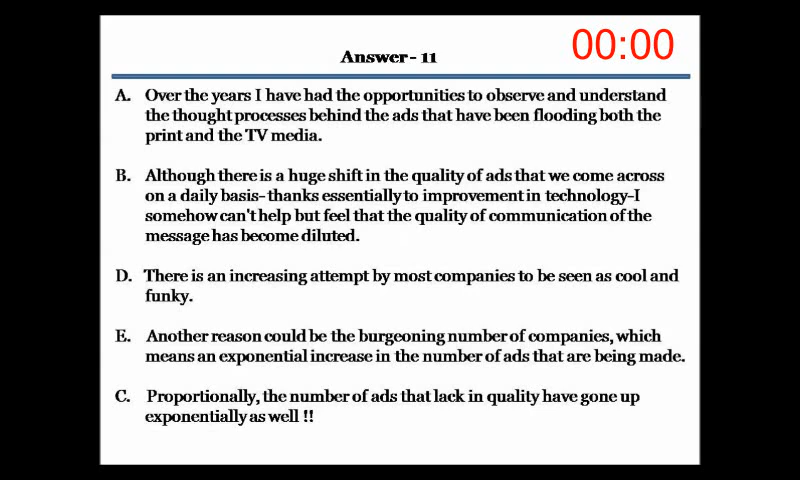 Answer - 11
00:00
A. Over the years I have had the opportunities to observe and understand
the thought processes behind the ads that have been flooding both the
print and the TV media.
B. Although there is a huge shift in the quality of ads that we come across
on a daily basis-thanks essentially to improvement in technology-I
somehow can't help but feel that the quality of communication of the
message has become diluted.
D. There is an increasing attempt by most companies to be seen as cool and
funky.
E. Another reason could be the burgeoning number of companies, which
means an exponential increase in the number of ads that are being made.
C. Proportionally, the number of ads that lack in quality have gone up
exponentially as well !!